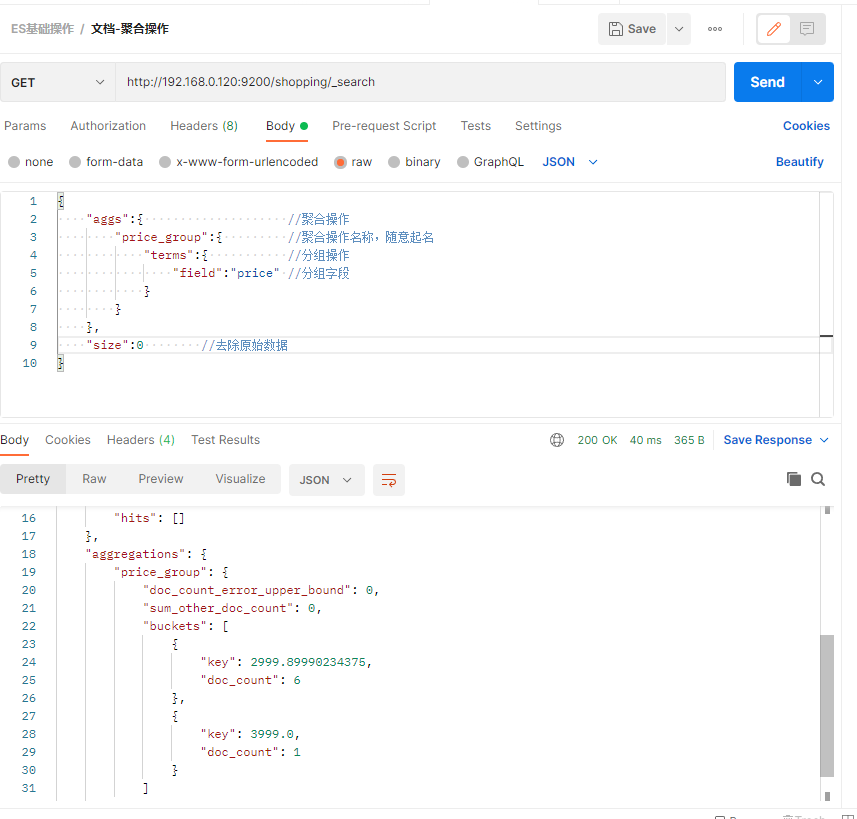 ES基础操作 / 文档-聚合操作 Save
GET http://192.168.0.120:9200/shopping/_search Send
Params Authorization Headers (8) Body Pre-request Script Tests Settings Cookies
none form-data x-www-form-urlencoded raw binary GraphQL JSON Beautify
1 {
2 "aggs":{ //聚合操作
3 "price_group":{ //聚合操作名称，随意起名
4 "terms":{ //分组操作
5 "field":"price" //分组字段
6 }
7 }
8 },
9 "size":0 //去除原始数据
10 }
Body Cookies Headers (4) Test Results 200 OK 40 ms 365 B Save Response
Pretty Raw Preview Visualize JSON
16 "hits": []
17 },
18 "aggregations": {
19 "price_group": {
20 "doc_count_error_upper_bound": 0,
21 "sum_other_doc_count": 0,
22 "buckets": [
23 {
24 "key": 2999.89990234375,
25 "doc_count": 6
26 },
27 {
28 "key": 3999.0,
29 "doc_count": 1
30 }
31 ]